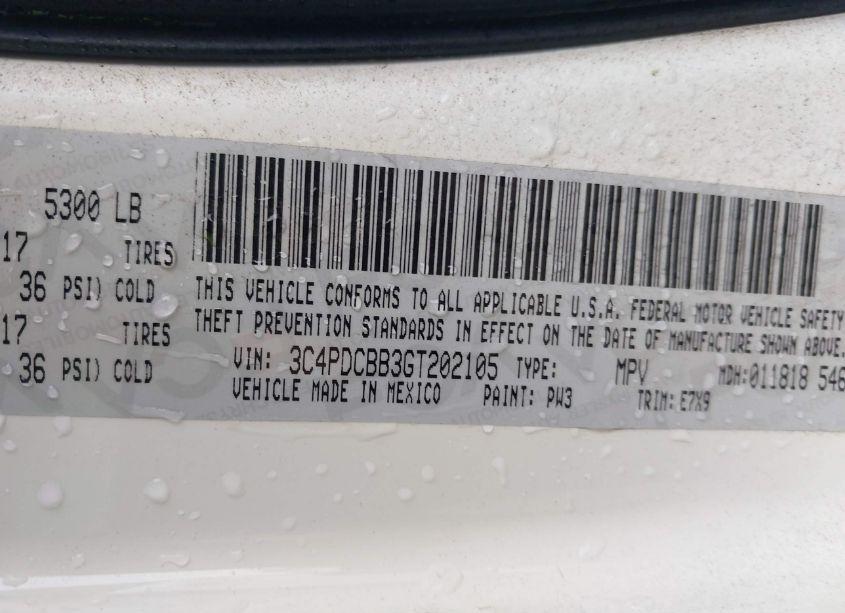 5300 LB
17 TIRES
36 PSI) COLD
17 TIRES
36 PSI) COLD
THIS VEHICLE CONFORMS TO ALL APPLICABLE U.S.A. FEDERAL MOTOR VEHICLE SAFETY
THEFT PREVENTION STANDARDS IN EFFECT ON THE DATE OF MANUFACTURE SHOWN ABOVE.
VIN: 3C4PDCBB3GT202105 TYPE: MPV MDH:011818 546
VEHICLE MADE IN MEXICO PAINT: PW3 TRIM: E7X9